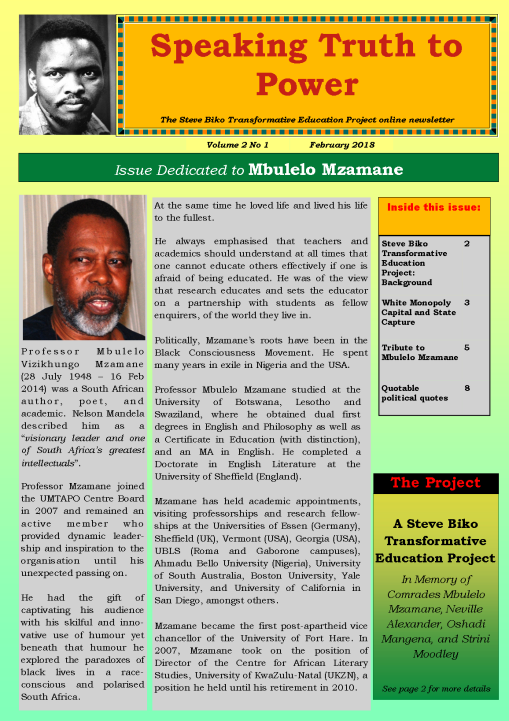 Speaking Truth to
Power
The Steve Biko Transformative Education Project online newsletter
Volume 2 No 1 February 2018
Issue Dedicated to Mbulelo Mzamane
Professor Mbulelo
Vizikhungo Mzamane
(28 July 1948 – 16 Feb
2014) was a South African
author, poet, and
academic. Nelson Mandela
described him as a
“visionary leader and one
of South Africa's greatest
intellectuals”.
Professor Mzamane joined
the UMTAPO Centre Board
in 2007 and remained an
active member who
provided dynamic leader-
ship and inspiration to the
organisation until his
unexpected passing on.
He had the gift of
captivating his audience
with his skilful and inno-
vative use of humour yet
beneath that humour he
explored the paradoxes of
black lives in a race-
conscious and polarised
South Africa.
At the same time he loved life and lived his life
to the fullest.
He always emphasised that teachers and
academics should understand at all times that
one cannot educate others effectively if one is
afraid of being educated. He was of the view
that research educates and sets the educator
on a partnership with students as fellow
enquirers, of the world they live in.
Politically, Mzamane's roots have been in the
Black Consciousness Movement. He spent
many years in exile in Nigeria and the USA.
Professor Mbulelo Mzamane studied at the
University of Botswana, Lesotho and
Swaziland, where he obtained dual first
degrees in English and Philosophy as well as
a Certificate in Education (with distinction),
and an MA in English. He completed a
Doctorate in English Literature at the
University of Sheffield (England).
Mzamane has held academic appointments,
visiting professorships and research fellow-
ships at the Universities of Essen (Germany),
Sheffield (UK), Vermont (USA), Georgia (USA),
UBLS (Roma and Gaborone campuses),
Ahmadu Bello University (Nigeria), University
of South Australia, Boston University, Yale
University, and University of California in
San Diego, amongst others.
Mzamane became the first post-apartheid vice
chancellor of the University of Fort Hare. In
2007, Mzamane took on the position of
Director of the Centre for African Literary
Studies, University of KwaZulu-Natal (UKZN), a
position he held until his retirement in 2010.
Inside this issue:
Steve Biko 2
Transformative
Education
Project:
Background
White Monopoly 3
Capital and State
Capture
Tribute to 5
Mbulelo Mzamane
Quotable 8
political quotes
The Project
A Steve Biko
Transformative
Education Project
In Memory of
Comrades Mbulelo
Mzamane, Neville
Alexander, Oshadi
Mangena, and Strini
Moodley
See page 2 for more details